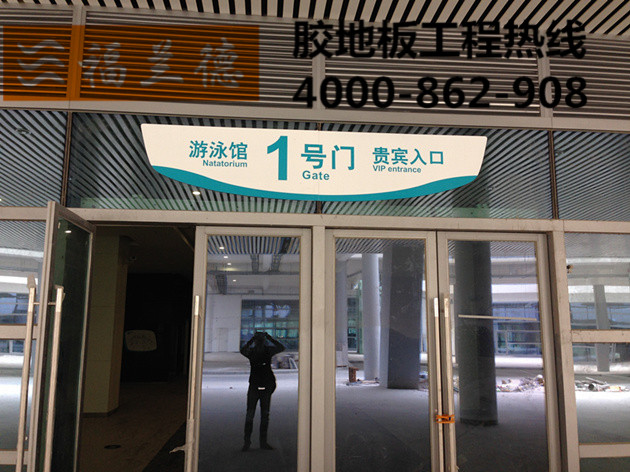 胶地板工程热线
三福兰德
4000-862-908
游泳馆 1 号门 贵宾入口
Natatorium Gate VIP entrance